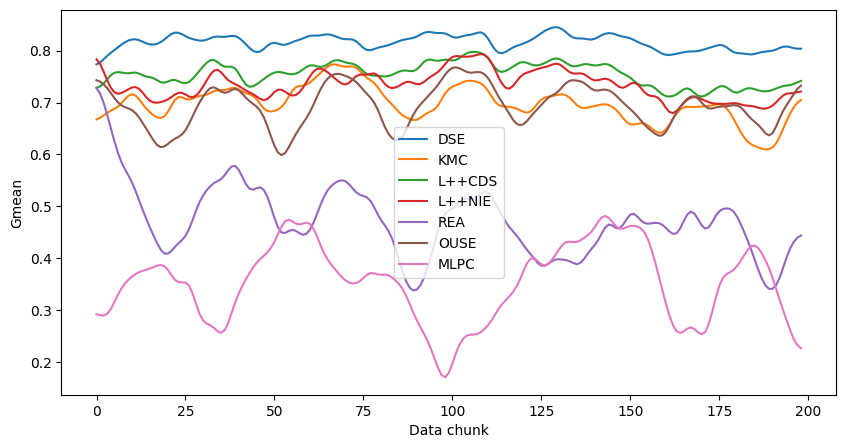 0.8
0.7
0.6
0.5
0.4
0.3
0.2
Gmean
DSE
KMC
L++CDS
L++NIE
REA
OUSE
MLPC
0 25 50 75 100 125 150 175 200
Data chunk